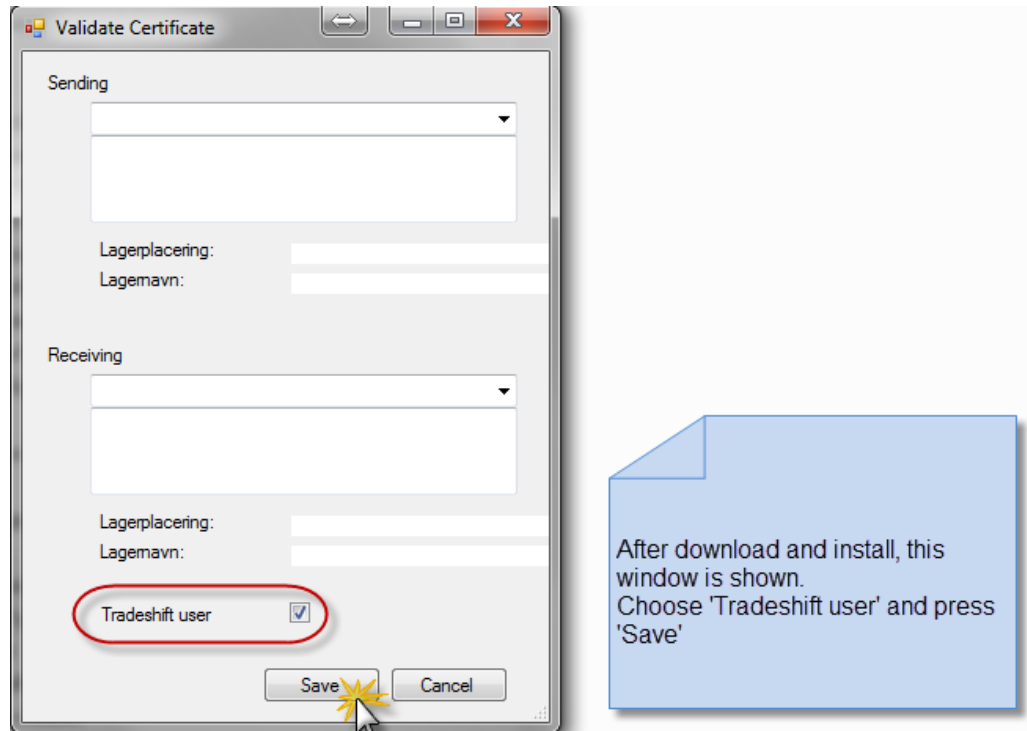 Validate Certificate
Sending
Lagerplacering:
Lagernavn:
Receiving
Lagerplacering:
Lagernavn:
Tradeshift user
Save
Cancel
After download and install, this
window is shown.
Choose 'Tradeshift user' and press
'Save'